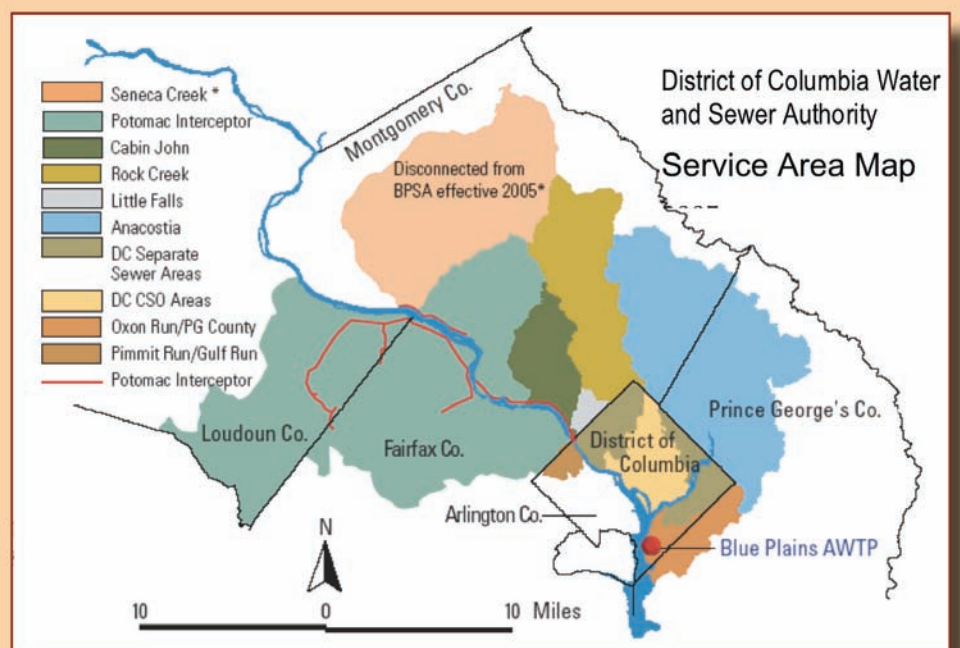 District of Columbia Water
and Sewer Authority
Service Area Map
Seneca Creek *
Potomac Interceptor
Cabin John
Rock Creek
Little Falls
Anacostia
DC Separate
Sewer Areas
DC CSO Areas
Oxon Run/PG County
Pimmit Run/Gulf Run
Potomac Interceptor
Montgomery Co.
Disconnected from
BPSA effective 2005*
Prince George's Co.
Loudoun Co.
Fairfax Co.
District of
Columbia
Arlington Co.
Blue Plains AWTP
N
10 0 10 Miles